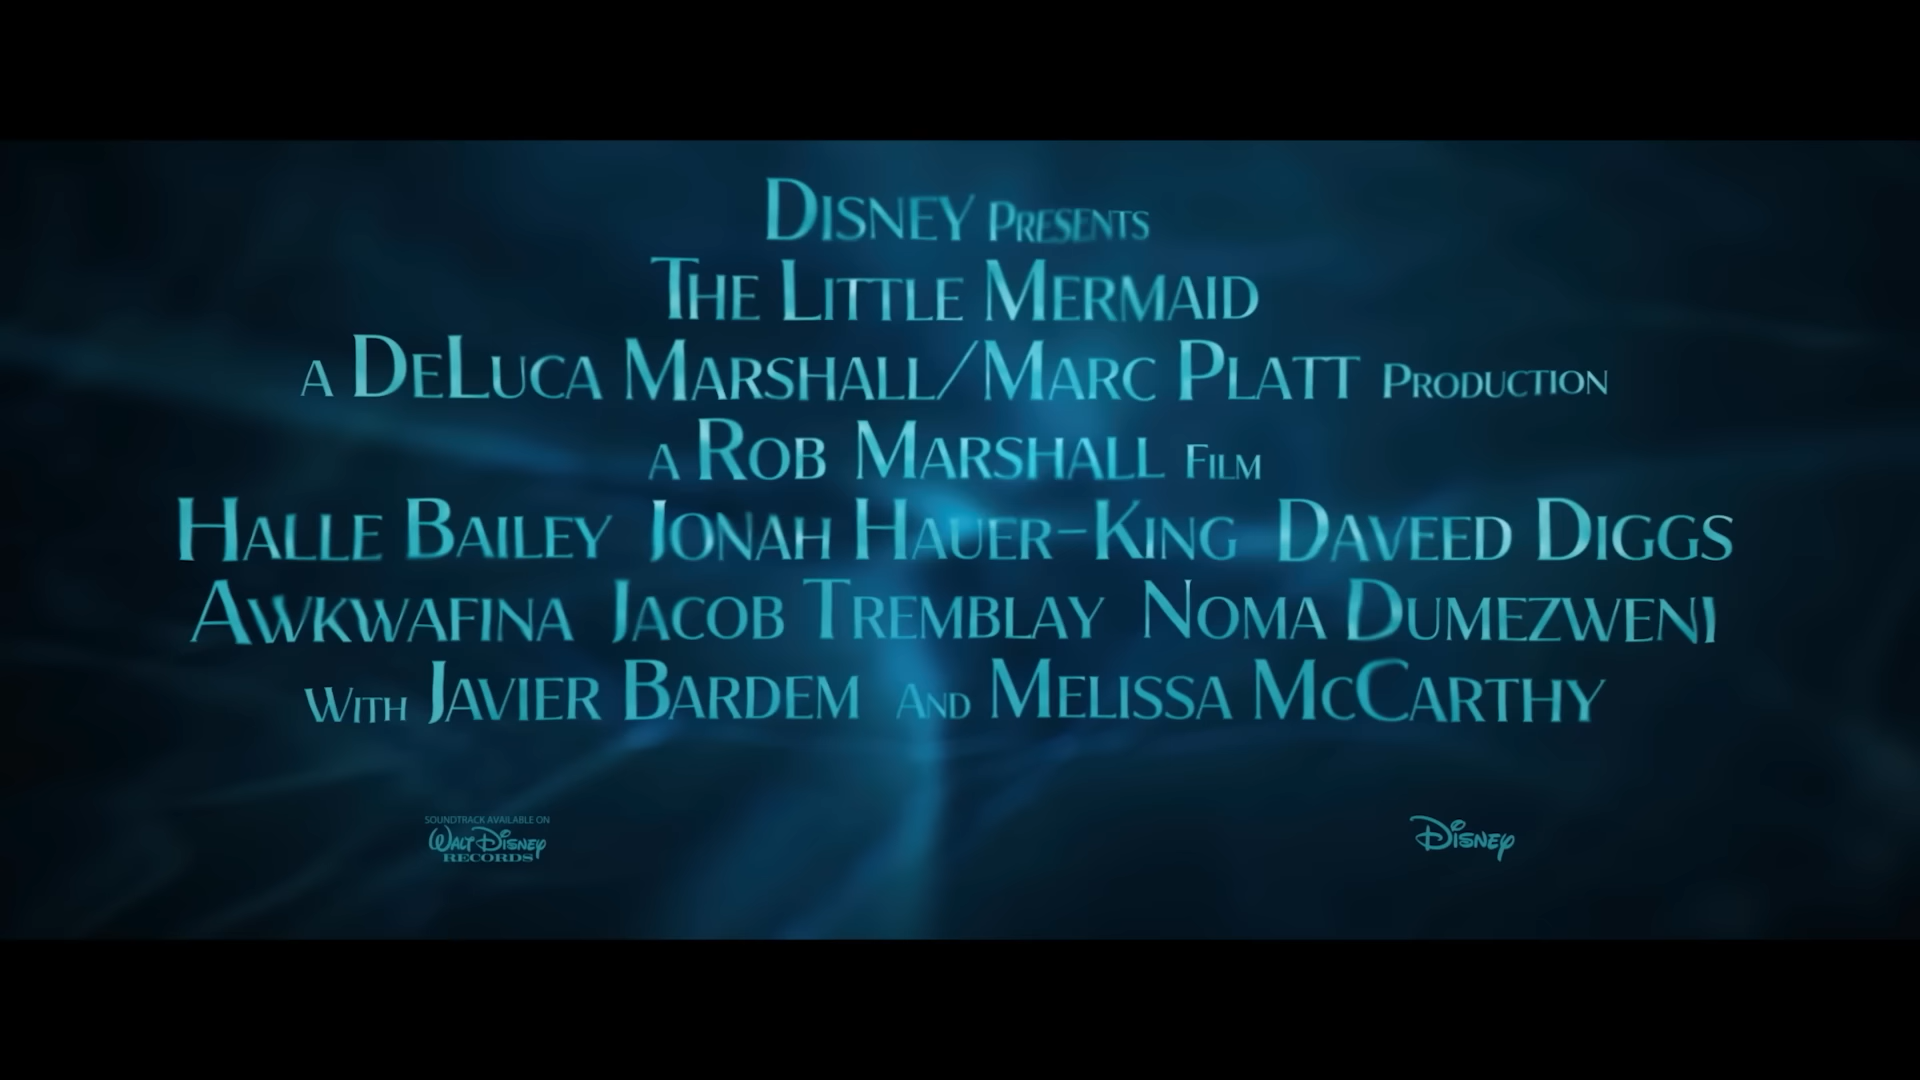 Disney Presents
The Little Mermaid
A DeLuca Marshall/Marc Platt Production
A Rob Marshall Film
Halle Bailey Jonah Hauer-King Daveed Diggs
Awkwafina Jacob Tremblay Noma Dumezweni
With Javier Bardem And Melissa McCarthy
SOUNDTRACK AVAILABLE ON
WALT DISNEY
RECORDS
Disney